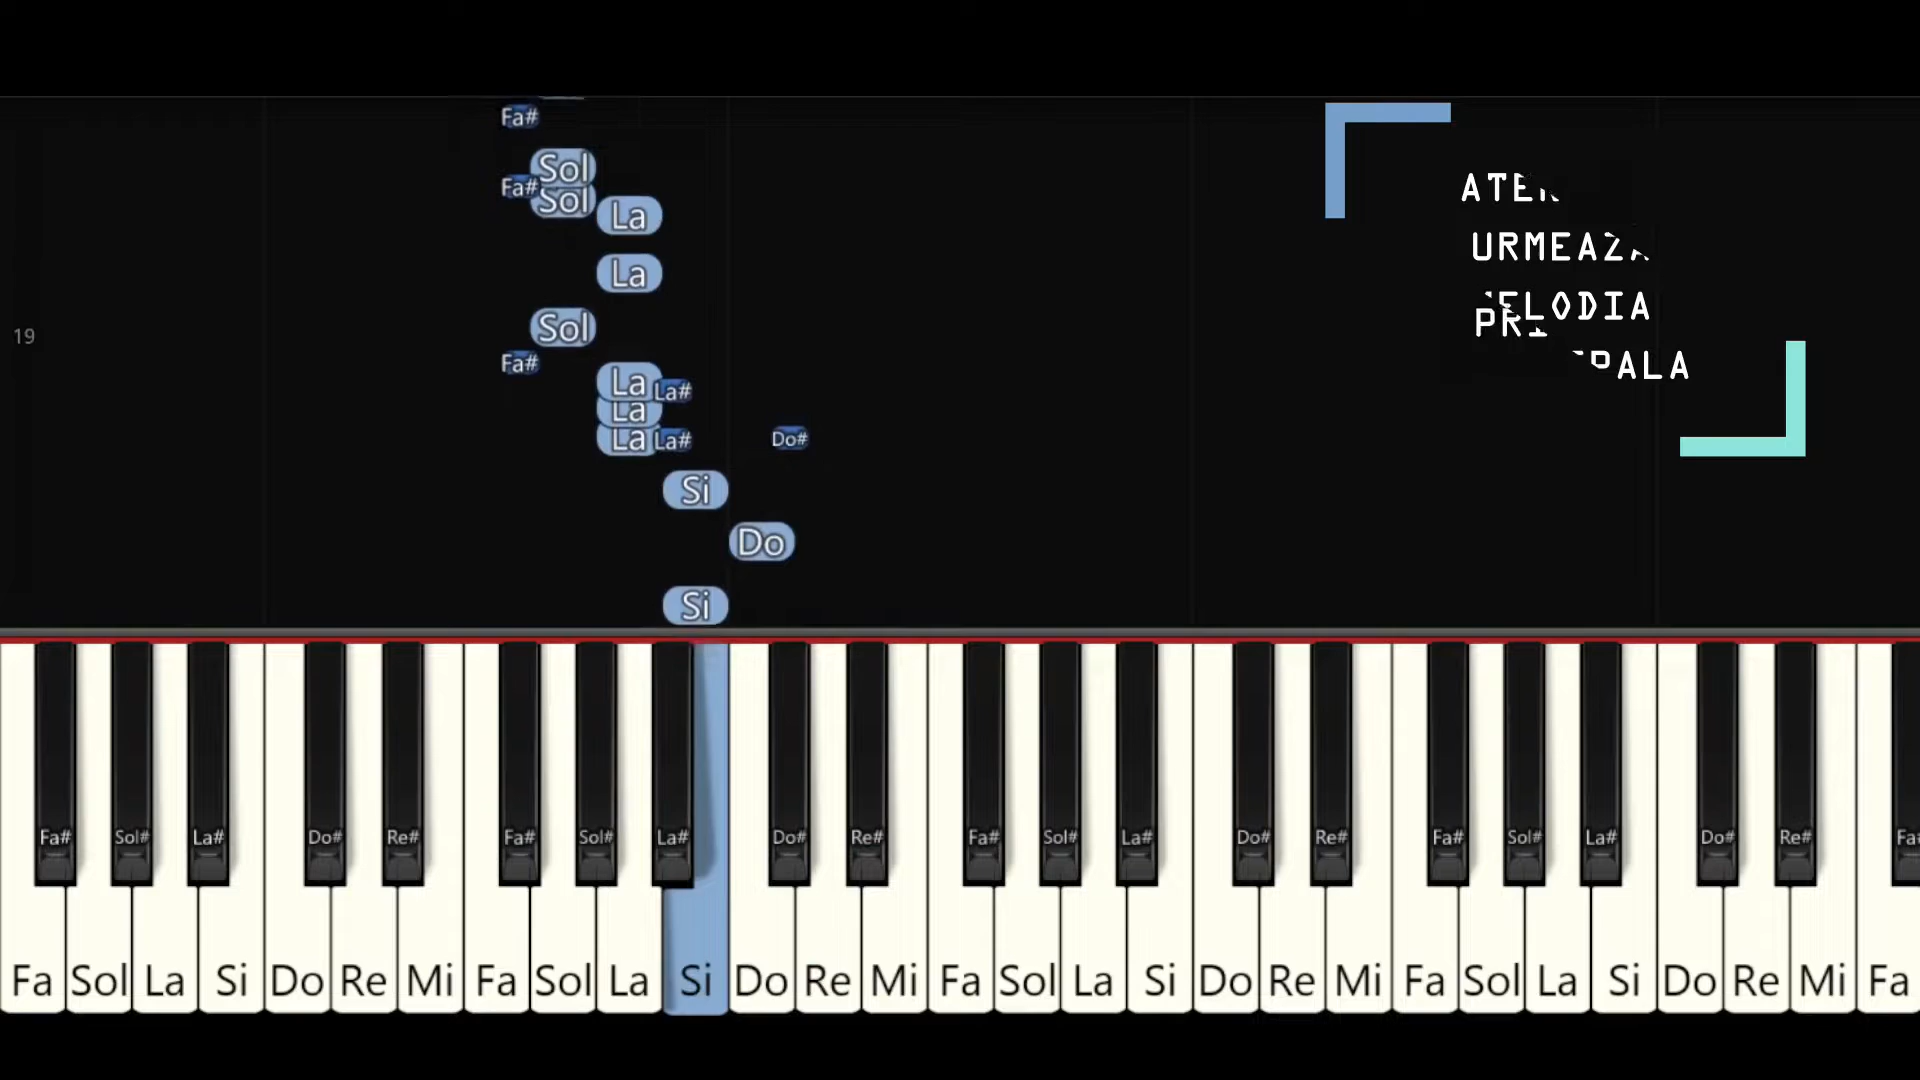 Fa#
Sol
Fa#
Sol
La
La
Sol
19
Fa#
La
La#
La
La
La#
Do#
Si
Do
Si
URMEAZ
ELODIA
ALA
Fa# Sol# La# Do# Re# Fa# Sol# La# Do# Re# Fa# Sol# La# Do# Re# Fa# Sol# La# Do# Re# Fa#
Fa Sol La Si Do Re Mi Fa Sol La Si Do Re Mi Fa Sol La Si Do Re Mi Fa Sol La Si Do Re Mi Fa